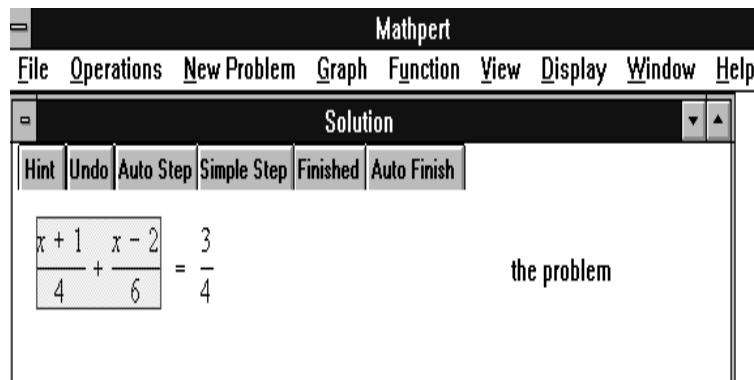 Mathpert
File Operations New Problem Graph Function View Display Window Help
Solution
Hint Undo Auto Step Simple Step Finished Auto Finish
x + 1 x − 2 3
+ = the problem
4 6 4